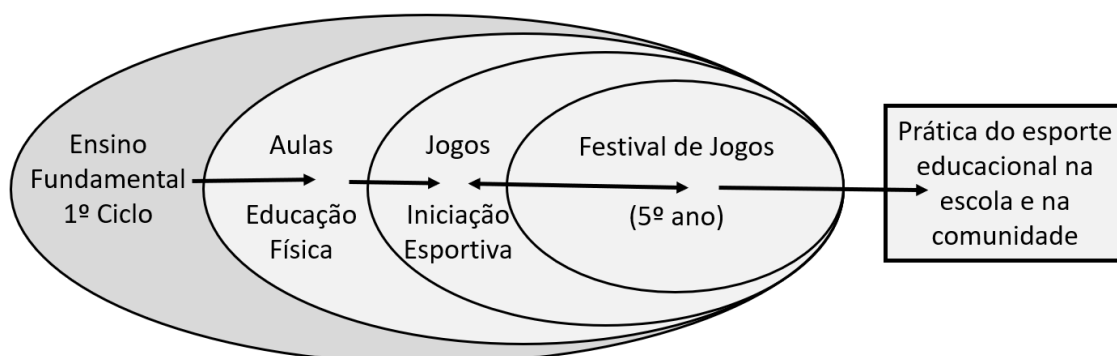 Ensino
Fundamental
1º Ciclo
Aulas
Educação
Física
Jogos
Iniciação
Esportiva
Festival de Jogos
(5º ano)
Prática do esporte
educacional na
escola e na
comunidade